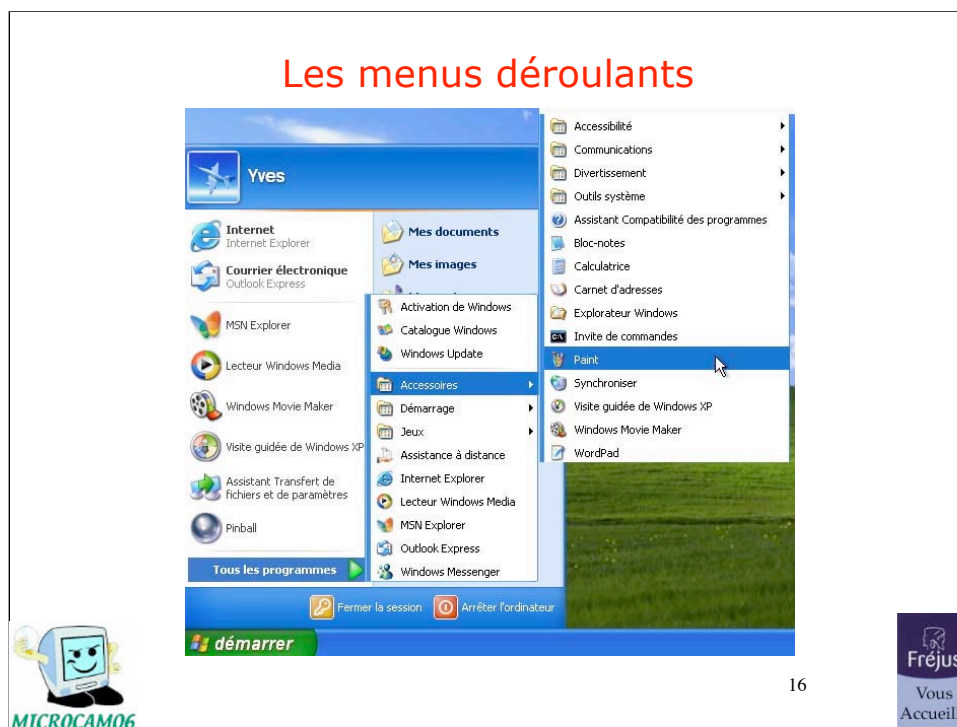 Les menus déroulants
Yves
Internet
Internet Explorer
Courrier électronique
Outlook Express
MSN Explorer
Lecteur Windows Media
Windows Movie Maker
Visite guidée de Windows XP
Assistant Transfert de
fichiers et de paramètres
Pinball
Tous les programmes
Mes documents
Mes images
Activation de Windows
Catalogue Windows
Windows Update
Accessoires
Démarrage
Jeux
Assistance à distance
Internet Explorer
Lecteur Windows Media
MSN Explorer
Outlook Express
Windows Messenger
Accessibilité
Communications
Divertissement
Outils système
Assistant Compatibilité des programmes
Bloc-notes
Calculatrice
Carnet d'adresses
Explorateur Windows
Invite de commandes
Paint
Synchroniser
Visite guidée de Windows XP
Windows Movie Maker
WordPad
Fermer la session
Arrêter l'ordinateur
démarrer
16
MICROCAM06
Fréjus
Vous